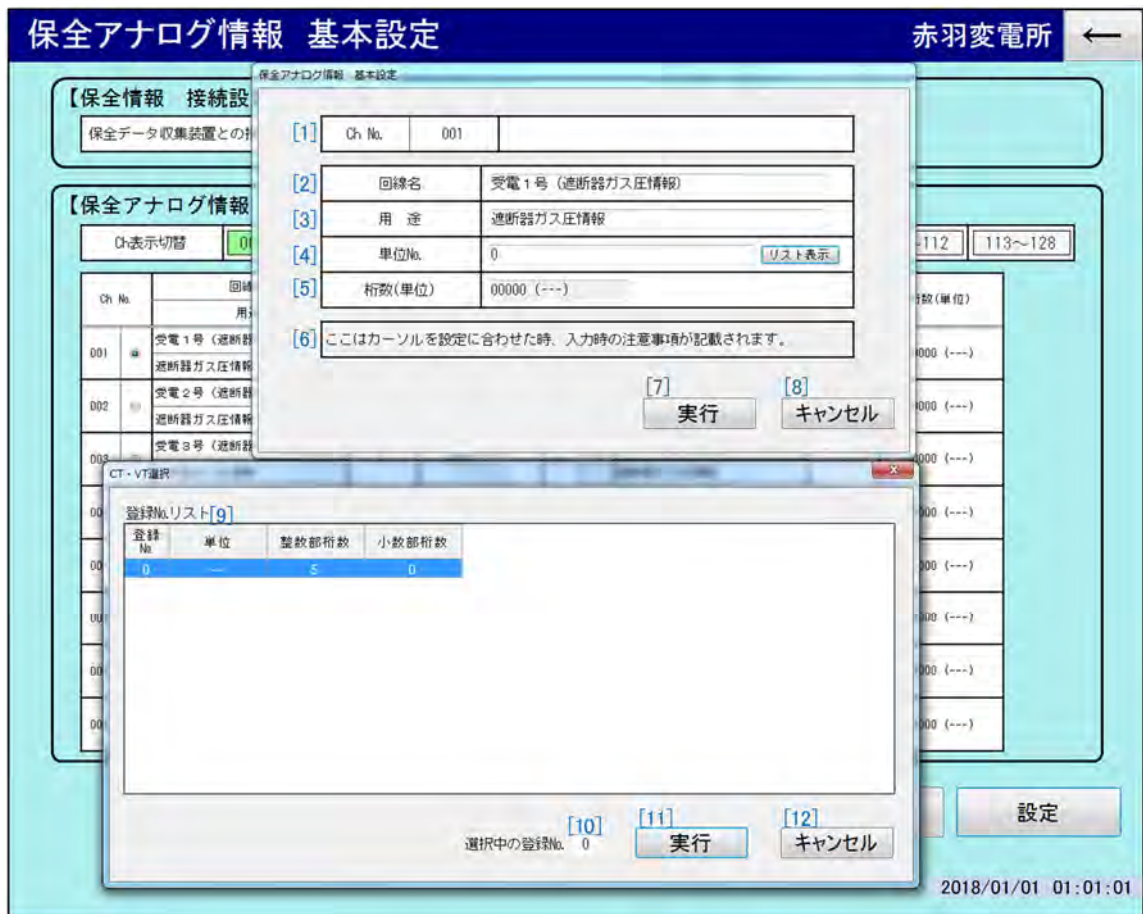 保全アナログ情報 基本設定 赤羽変電所 ←
保全アナログ情報 基本設定
【保全情報 接続設
保全データ収集装置との
[1] Ch No. 001
[2] 回線名 受電1号（遮断器ガス圧情報）
[3] 用 途 遮断器ガス圧情報
[4] 単位No. 0 リスト表示
[5] 桁数(単位) 00000 (---)
[6] ここはカーソルを設定に合わせた時、入力時の注意事項が記載されます。
[7] [8]
実行 キャンセル
【保全アナログ情報
Ch表示切替 00 112 113～128
Ch No. 回線
用途 桁数(単位)
001 受電1号（遮断器
遮断器ガス圧情報 0000 (---)
002 受電2号（遮断器
遮断器ガス圧情報 0000 (---)
003 受電3号（遮断器 0000 (---)
CT・VT選択 x
登録No.リスト[9]
登録No. 単位 整数部桁数 小数部桁数
0 --- 5 0
00 000 (---)
00 000 (---)
00 000 (---)
00 000 (---)
00 000 (---)
[10] [11] [12]
選択中の登録No. 0 実行 キャンセル
設定
2018/01/01 01:01:01